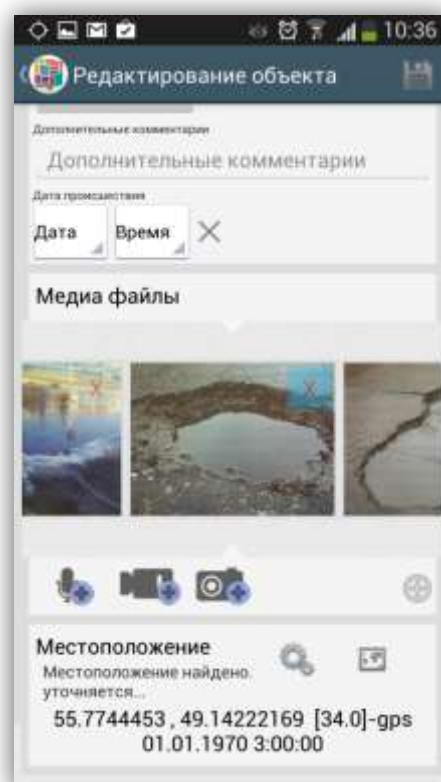 10:36
Редактирование объекта
Дополнительные комментарии
Дополнительные комментарии
Дата происшествия
Дата Время
Медиа файлы
Местоположение
Местоположение найдено.
уточняется...
55.7744453 , 49.14222169 [34.0]-gps
01.01.1970 3:00:00